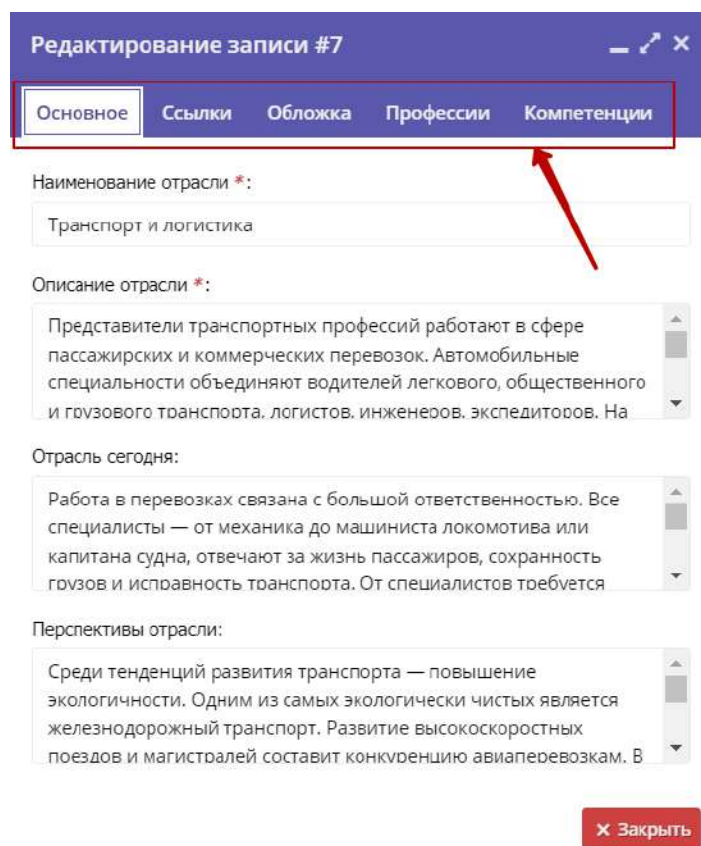 Редактирование записи #7
Основное Ссылки Обложка Профессии Компетенции
Наименование отрасли *:
Транспорт и логистика
Описание отрасли *:
Представители транспортных профессий работают в сфере
пассажирских и коммерческих перевозок. Автомобильные
специальности объединяют водителей легкового, общественного
и грузового транспорта, логистов, инженеров, экспедиторов. На
Отрасль сегодня:
Работа в перевозках связана с большой ответственностью. Все
специалисты — от механика до машиниста локомотива или
капитана судна, отвечают за жизнь пассажиров, сохранность
грузов и исправность транспорта. От специалистов требуется
Перспективы отрасли:
Среди тенденций развития транспорта — повышение
экологичности. Одним из самых экологически чистых является
железнодорожный транспорт. Развитие высокоскоростных
поездов и магистралей составит конкуренцию авиаперевозкам. В
Закрыть